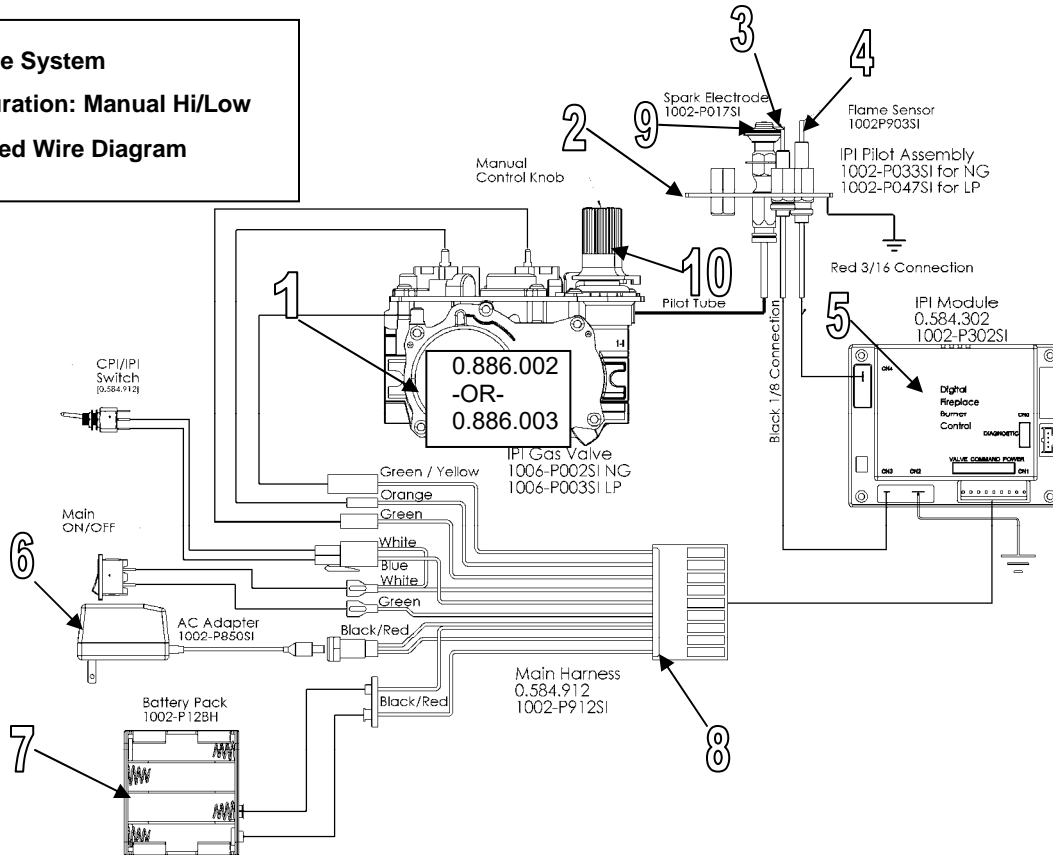 e System
uration: Manual Hi/Low
ed Wire Diagram
3
4
Spark Electrode
1002-P017SI
9
2
Flame Sensor
1002P903SI
IPI Pilot Assembly
1002-P033SI for NG
1002-P047SI for LP
Manual
Control Knob
10
1
Pilot Tube
Red 3/16 Connection
Black 1/8 Connection
IPI Module
0.584.302
1002-P302SI
5
CN4
Digital
Fireplace
Burner
Control
DIAGNOSTIC
VALVE COMMAND POWER
CN3
CN2
CN1
CPI/IPI
Switch
[0.584.912]
0.886.002
-OR-
0.886.003
IPI Gas Valve
1006-P002SI NG
1006-P003SI LP
Green / Yellow
Orange
Green
White
Blue
White
Green
Main
ON/OFF
6
AC Adapter
1002-P850SI
Black/Red
Main Harness
0.584.912
1002-P912SI
8
Black/Red
Battery Pack
1002-P12BH
7